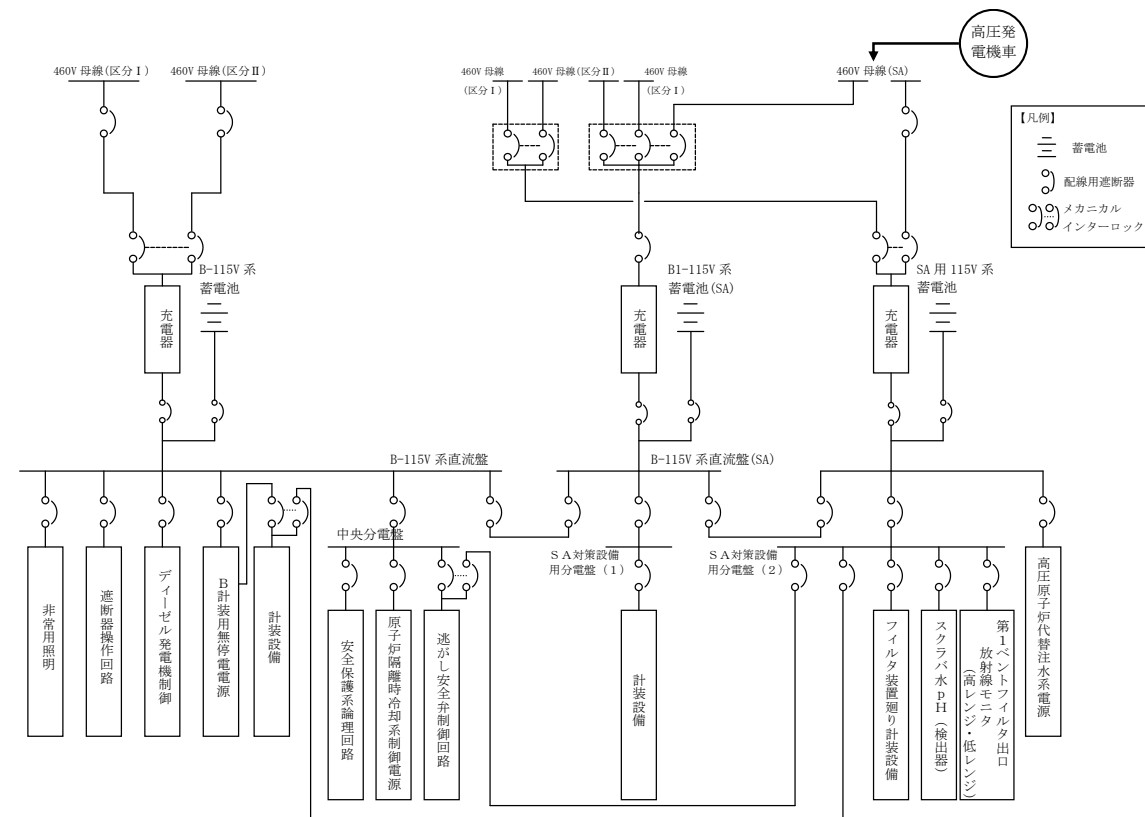 高圧発
電機車
460V 母線(区分Ⅰ)
460V 母線(区分Ⅱ)
460V 母線
(区分Ⅰ)
460V 母線(区分Ⅱ)
460V 母線
(区分Ⅰ)
460V 母線(SA)
【凡例】
蓄電池
配線用遮断器
メカニカル
インターロック
B-115V 系
蓄電池
充電器
B1-115V 系
蓄電池(SA)
充電器
SA 用 115V 系
蓄電池
充電器
B-115V 系直流盤
B-115V 系直流盤(SA)
中央分電盤
SA対策設備
用分電盤(1)
SA対策設備
用分電盤(2)
非常用照明
遮断器操作回路
ディーゼル発電機制御
B計装用無停電電源
計装設備
安全保護系論理回路
原子炉隔離時冷却系制御電源
逃がし安全弁制御回路
計装設備
フィルタ装置廻り計装設備
スクラバ水pH(検出器)
第1ベントフィルタ出口
放射線モニタ
(高レンジ・低レンジ)
高圧原子炉代替注水系電源